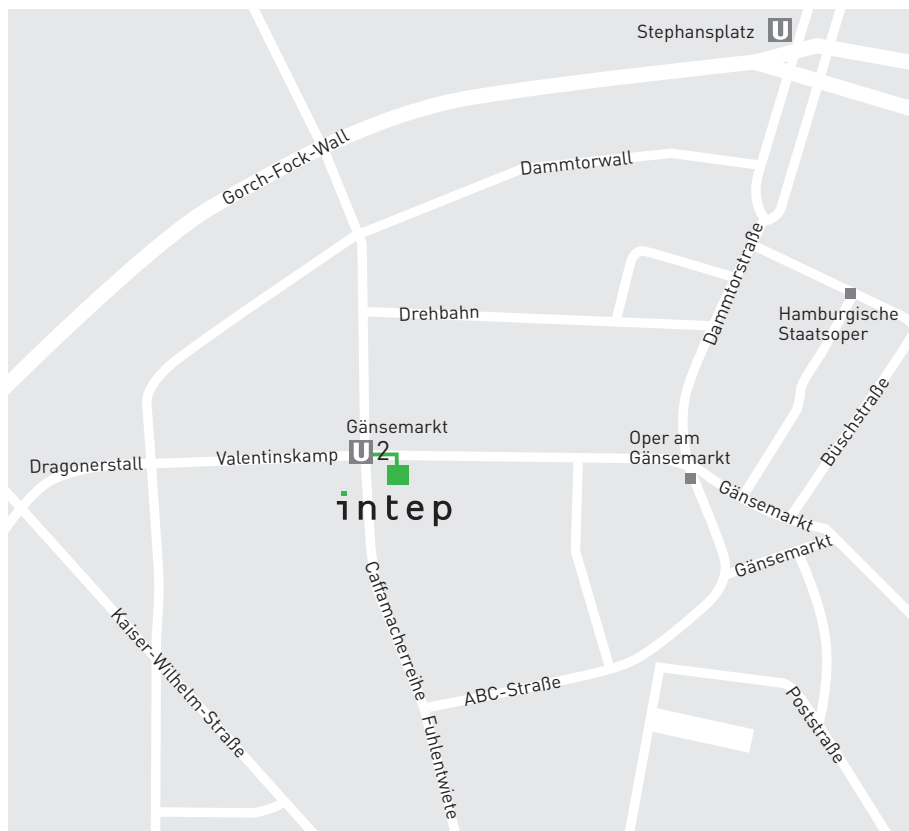 Stephansplatz U
Gorch-Fock-Wall
Dammtorwall
Dammtorstraße
Drehbahn
Hamburgische
Staatsoper
Büschstraße
Gänsemarkt
U 2
Oper am
Gänsemarkt
Dragonerstall
Valentinskamp
intep
Gänsemarkt
Gänsemarkt
Caffamacherreihe
Kaiser-Wilhelm-Straße
ABC-Straße
Poststraße
Fuhlentwiete